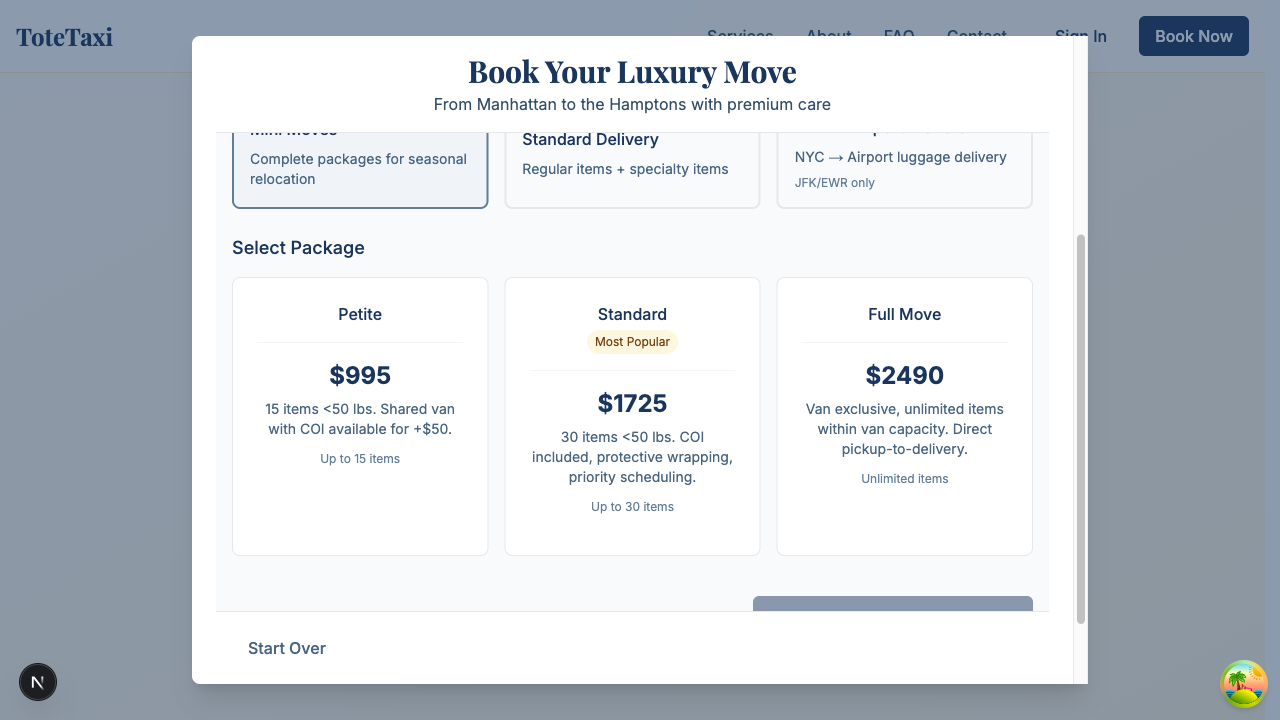 ToteTaxi
Services About FAQ Contact Sign In Book Now
Book Your Luxury Move
From Manhattan to the Hamptons with premium care
Mini Moves
Complete packages for seasonal
relocation
Standard Delivery
Regular items + specialty items
NYC → Airport luggage delivery
JFK/EWR only
Select Package
Petite
$995
15 items <50 lbs. Shared van
with COI available for +$50.
Up to 15 items
Standard
Most Popular
$1725
30 items <50 lbs. COI
included, protective wrapping,
priority scheduling.
Up to 30 items
Full Move
$2490
Van exclusive, unlimited items
within van capacity. Direct
pickup-to-delivery.
Unlimited items
Start Over
N